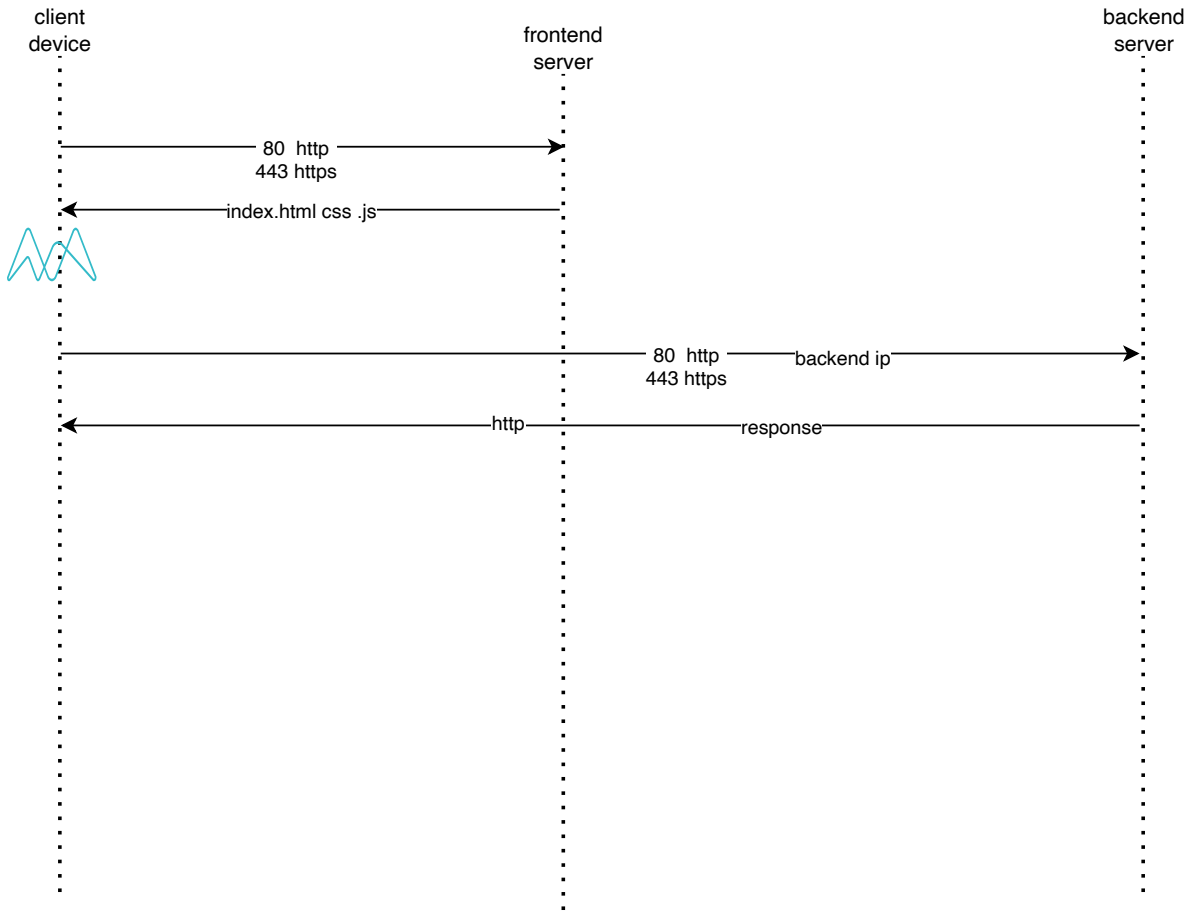 client
device
frontend
server
backend
server
80  http
443 https
index.html css .js
80  http
443 https
backend ip
http
response